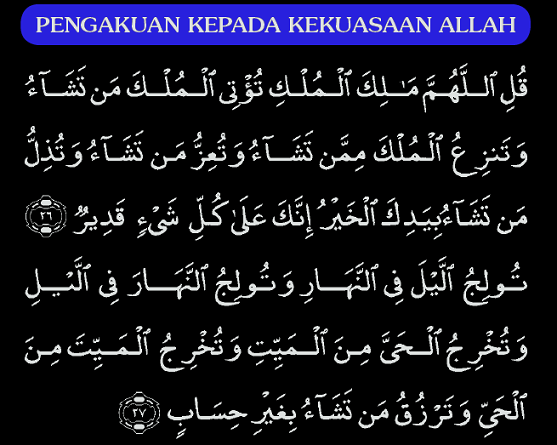 PENGAKUAN KEPADA KEKUASAAN ALLAH
قُلِ ٱللَّهُمَّ مَـٰلِكَ ٱلْمُلْكِ تُؤْتِى ٱلْمُلْكَ مَن تَشَآءُ
وَتَنزِعُ ٱلْمُلْكَ مِمَّن تَشَآءُ وَتُعِزُّ مَن تَشَآءُ وَتُذِلُّ
مَن تَشَآءُ بِيَدِكَ ٱلْخَيْرُ إِنَّكَ عَلَىٰ كُلِّ شَىْءٍ قَدِيرٌ ٢٦
تُولِجُ ٱلَّيْلَ فِى ٱلنَّهَارِ وَتُولِجُ ٱلنَّهَارَ فِى ٱلَّيْلِ
وَتُخْرِجُ ٱلْحَىَّ مِنَ ٱلْمَيِّتِ وَتُخْرِجُ ٱلْمَيِّتَ مِنَ
ٱلْحَىِّ وَتَرْزُقُ مَن تَشَآءُ بِغَيْرِ حِسَابٍ ٢٧